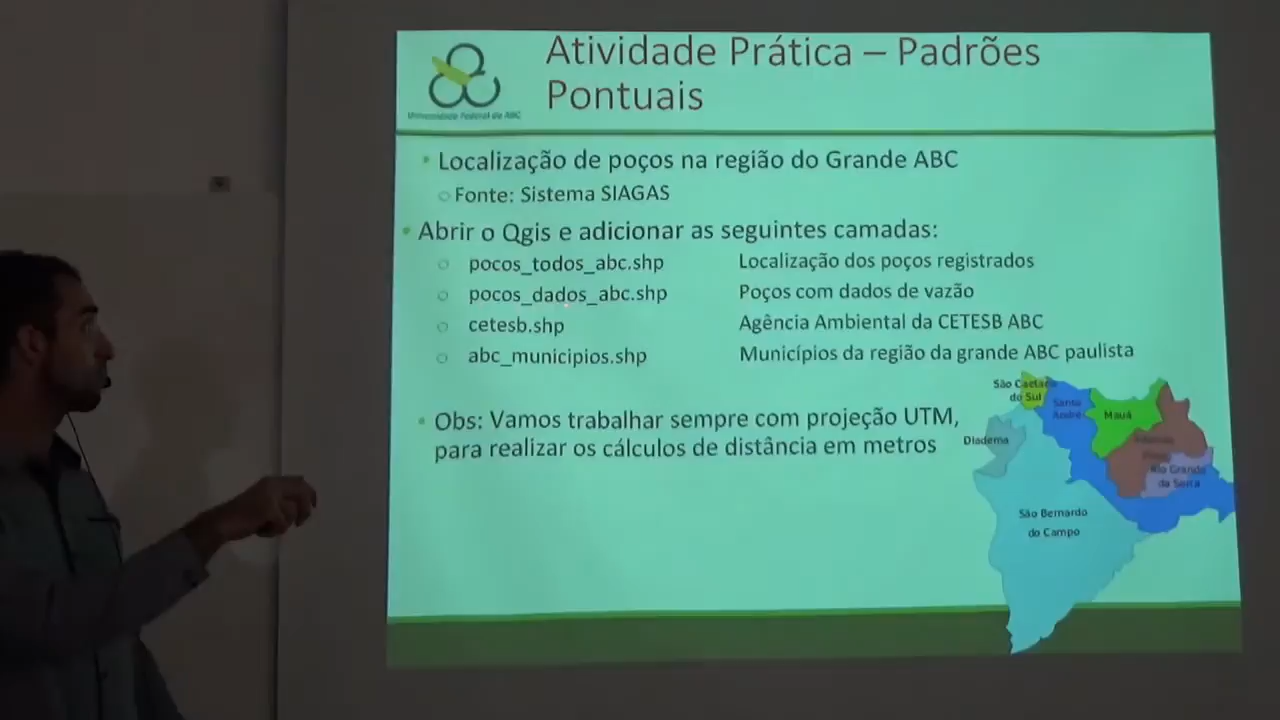 Atividade Prática – Padrões
Pontuais
Universidade Federal do ABC
• Localização de poços na região do Grande ABC
○ Fonte: Sistema SIAGAS
• Abrir o Qgis e adicionar as seguintes camadas:
○ pocos_todos_abc.shp Localização dos poços registrados
○ pocos_dados_abc.shp Poços com dados de vazão
○ cetesb.shp Agência Ambiental da CETESB ABC
○ abc_municipios.shp Municípios da região da grande ABC paulista
• Obs: Vamos trabalhar sempre com projeção UTM,
para realizar os cálculos de distância em metros
São Caetano
do Sul
Santo
André
Mauá
Diadema
Rio Grande
da Serra
São Bernardo
do Campo